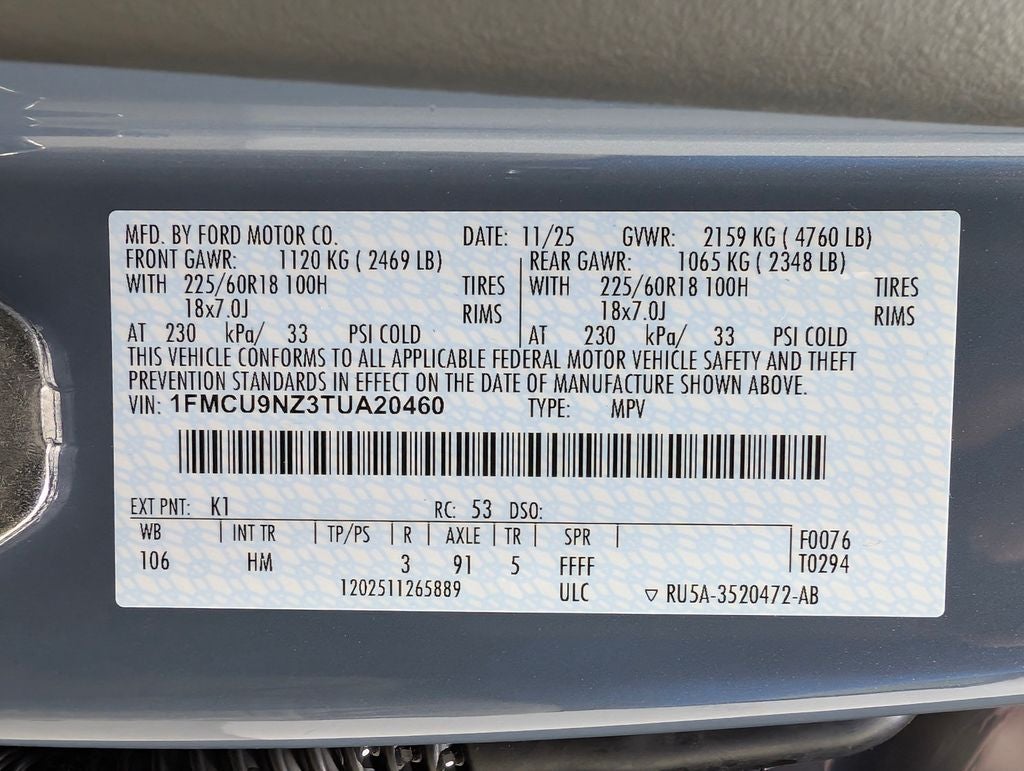 MFD. BY FORD MOTOR CO. DATE: 11/25 GVWR: 2159 KG ( 4760 LB)
FRONT GAWR: 1120 KG ( 2469 LB) REAR GAWR: 1065 KG ( 2348 LB)
WITH 225/60R18 100H TIRES WITH 225/60R18 100H TIRES
18x7.0J RIMS 18x7.0J RIMS
AT 230 kPa/ 33 PSI COLD AT 230 kPa/ 33 PSI COLD
THIS VEHICLE CONFORMS TO ALL APPLICABLE FEDERAL MOTOR VEHICLE SAFETY AND THEFT
PREVENTION STANDARDS IN EFFECT ON THE DATE OF MANUFACTURE SHOWN ABOVE.
VIN: 1FMCU9NZ3TUA20460 TYPE: MPV
EXT PNT: K1 RC: 53 DSO:
WB INT TR TP/PS R AXLE TR SPR F0076
106 HM 3 91 5 FFFF T0294
1202511265889 ULC ▽ RU5A-3520472-AB